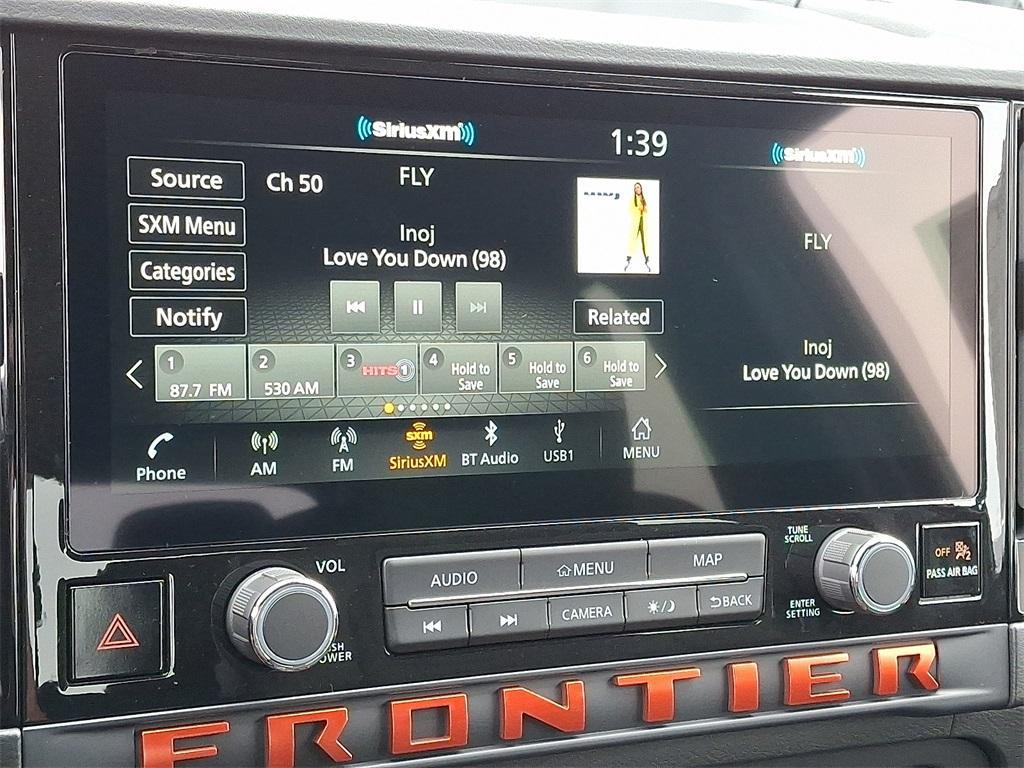 SiriusXM
1:39
SiriusXM
Source
Ch 50
FLY
SXM Menu
Inoj
Love You Down (98)
FLY
Categories
Notify
Related
Inoj
Love You Down (98)
1
87.7 FM
2
530 AM
3
HITS 1
4
Hold to
Save
5
Hold to
Save
6
Hold to
Save
Phone
AM
FM
sxm
SiriusXM
BT Audio
USB1
MENU
VOL
AUDIO
MENU
MAP
TUNE
SCROLL
OFF
2
PASS AIR BAG
CAMERA
BACK
ENTER
SETTING
FRONTIER